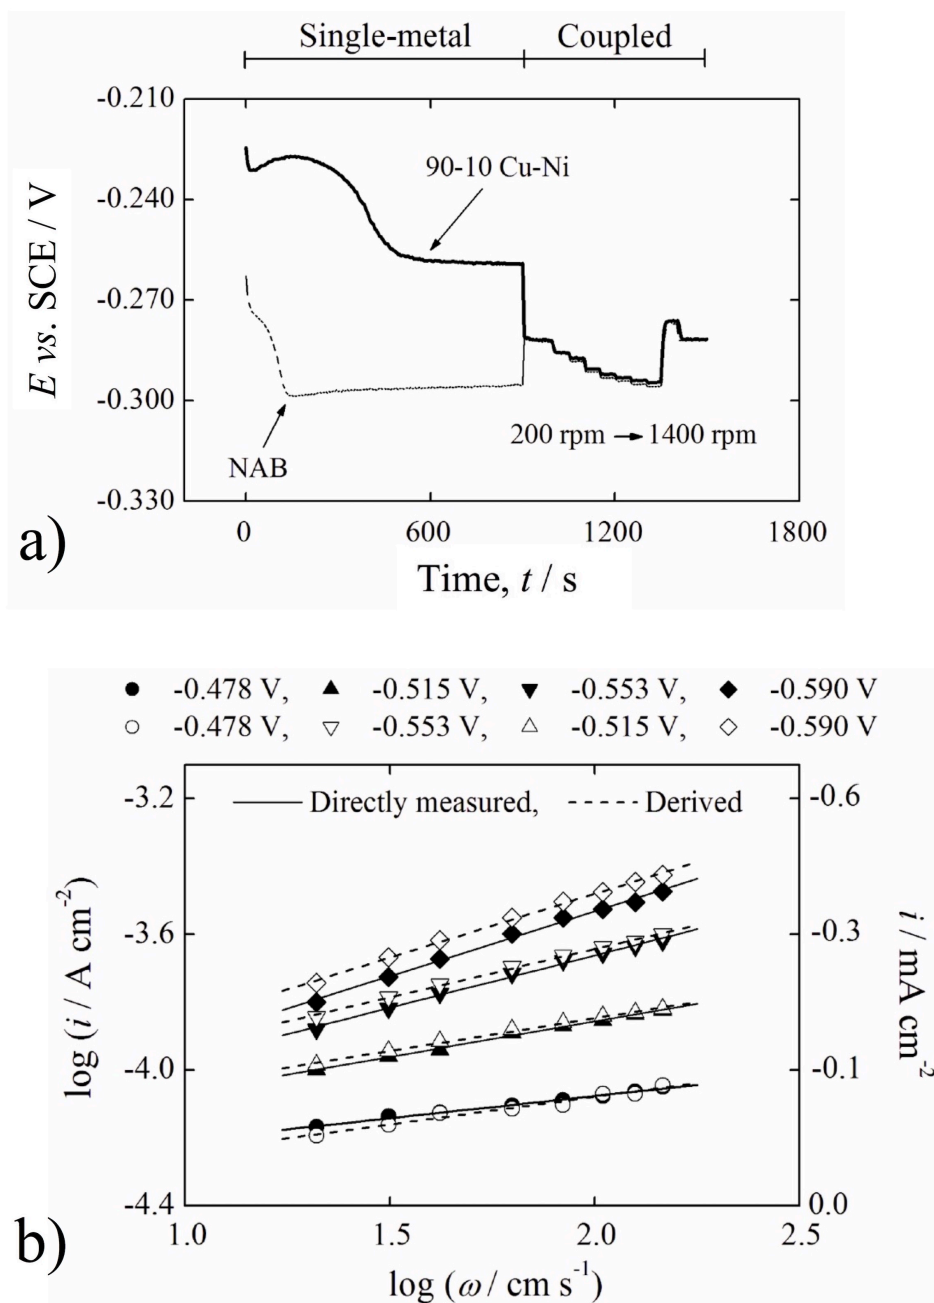 Single-metal Coupled
-0.210
-0.240
-0.270
-0.300
-0.330
E vs. SCE / V
90-10 Cu-Ni
NAB
200 rpm → 1400 rpm
0 600 1200 1800
Time, t / s
a)
-0.478 V, -0.515 V, -0.553 V, -0.590 V
-0.478 V, -0.553 V, -0.515 V, -0.590 V
Directly measured, Derived
-3.2
-3.6
-4.0
-4.4
log (i / A cm-2)
-0.6
-0.3
-0.1
0.0
i / mA cm-2
1.0 1.5 2.0 2.5
log (ω / cm s-1)
b)